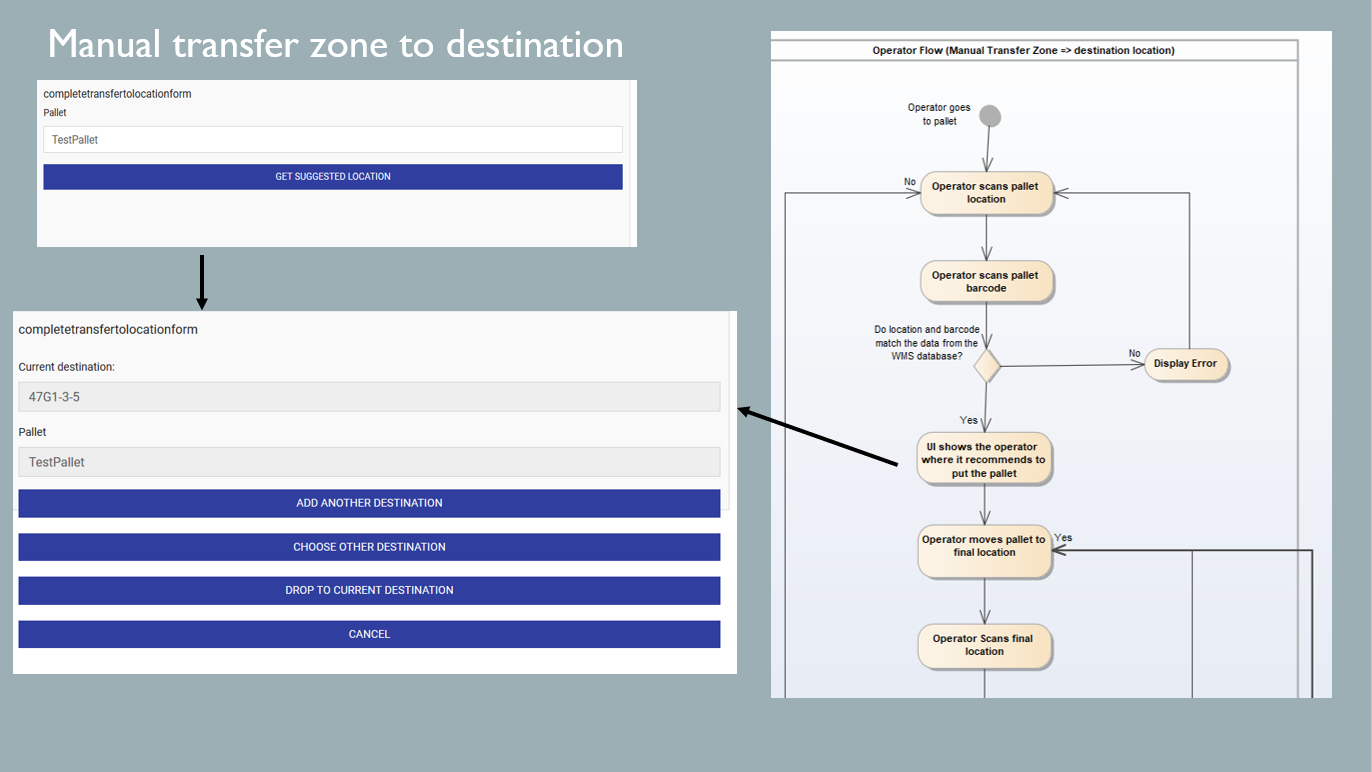 Manual transfer zone to destination
completetransfertolocationform
Pallet
TestPallet
GET SUGGESTED LOCATION
completetransfertolocationform
Current destination:
47G1-3-5
Pallet
TestPallet
ADD ANOTHER DESTINATION
CHOOSE OTHER DESTINATION
DROP TO CURRENT DESTINATION
CANCEL
Operator Flow (Manual Transfer Zone => destination location)
Operator goes
to pallet
No
Operator scans pallet
location
Operator scans pallet
barcode
Do location and barcode
match the data from the
WMS database?
No
Display Error
Yes
UI shows the operator
where it recommends to
put the pallet
Operator moves pallet to
final location
Yes
Operator Scans final
location